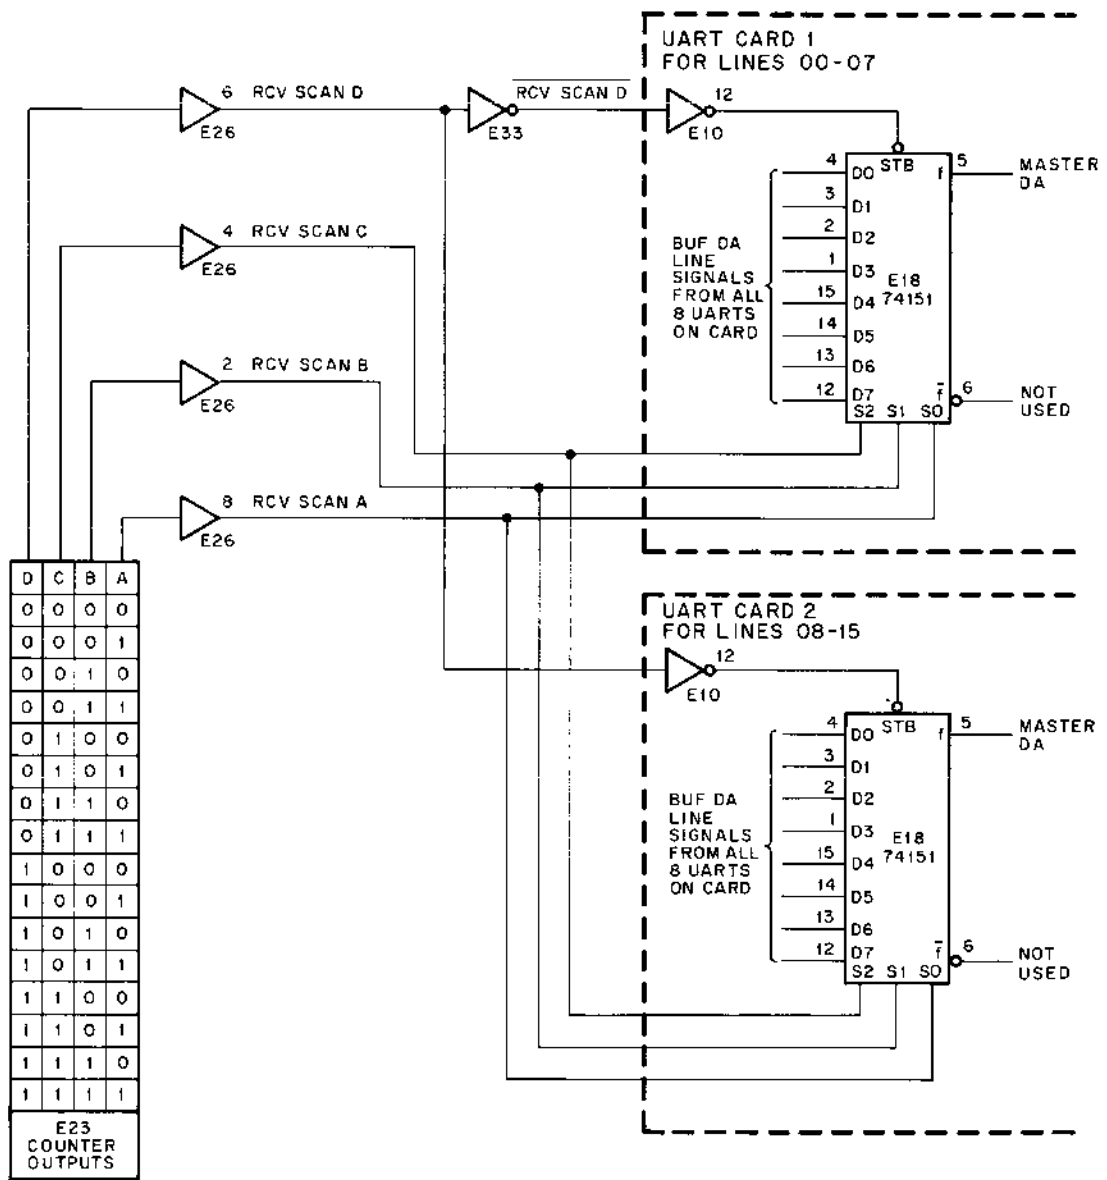 UART CARD 1
FOR LINES 00-07
6 RCV SCAN D
E26
RCV SCAN D
E33
12
E10
STB
4 D0 f 5 MASTER
DA
3 D1
2 D2
1 D3
15 D4
14 D5
13 D6
12 D7
BUF DA
LINE
SIGNALS
FROM ALL
8 UARTS
ON CARD
E18
74151
f 6 NOT
USED
S2 S1 S0
4 RCV SCAN C
E26
2 RCV SCAN B
E26
8 RCV SCAN A
E26
D C B A
0 0 0 0
0 0 0 1
0 0 1 0
0 0 1 1
0 1 0 0
0 1 0 1
0 1 1 0
0 1 1 1
1 0 0 0
1 0 0 1
1 0 1 0
1 0 1 1
1 1 0 0
1 1 0 1
1 1 1 0
1 1 1 1
E23
COUNTER
OUTPUTS
UART CARD 2
FOR LINES 08-15
12
E10
STB
4 D0 f 5 MASTER
DA
3 D1
2 D2
1 D3
15 D4
14 D5
13 D6
12 D7
BUF DA
LINE
SIGNALS
FROM ALL
8 UARTS
ON CARD
E18
74151
f 6 NOT
USED
S2 S1 S0